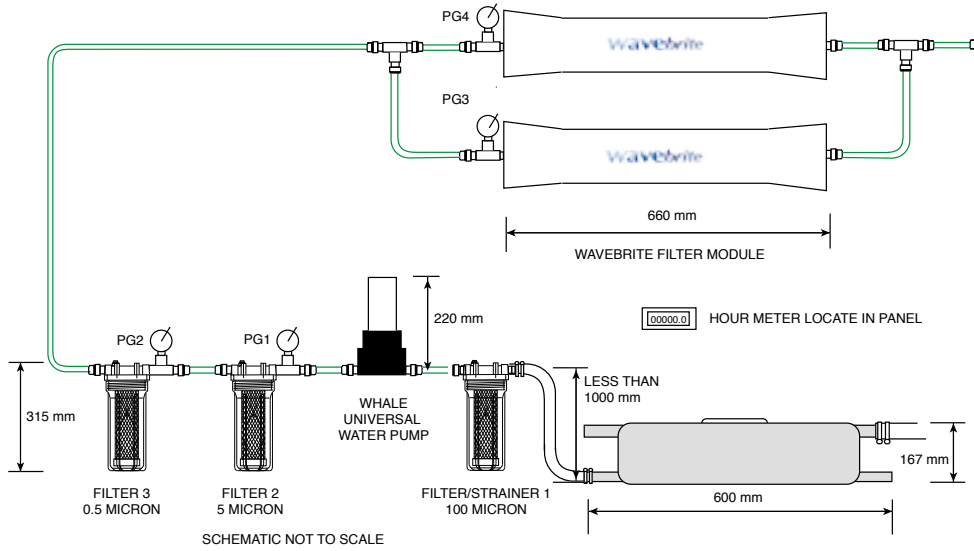 PG4
wavebrite
PG3
wavebrite
660 mm
WAVEBRITE FILTER MODULE
220 mm
00000.0
HOUR METER LOCATE IN PANEL
PG2
PG1
LESS THAN
1000 mm
315 mm
WHALE
UNIVERSAL
WATER PUMP
167 mm
FILTER 3
0.5 MICRON
FILTER 2
5 MICRON
FILTER/STRAINER 1
100 MICRON
600 mm
SCHEMATIC NOT TO SCALE